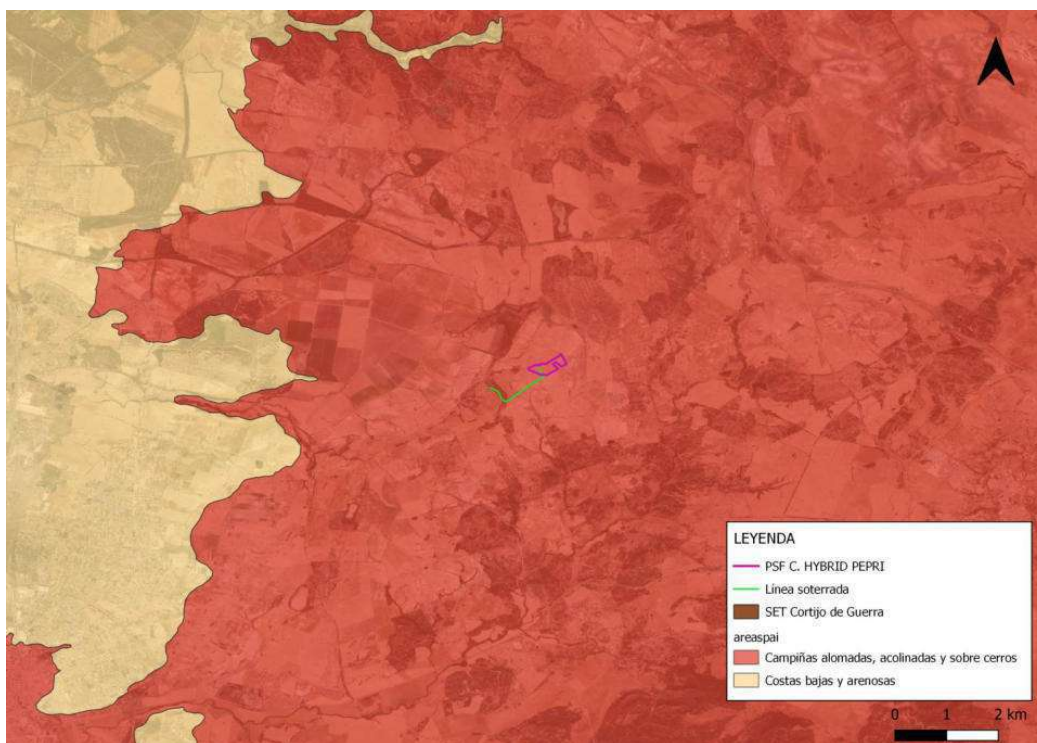 LEYENDA
PSF C. HYBRID PEPRI
Línea soterrada
SET Cortijo de Guerra
areaspai
Campiñas alomadas, acolinadas y sobre cerros
Costas bajas y arenosas
0 1 2 km